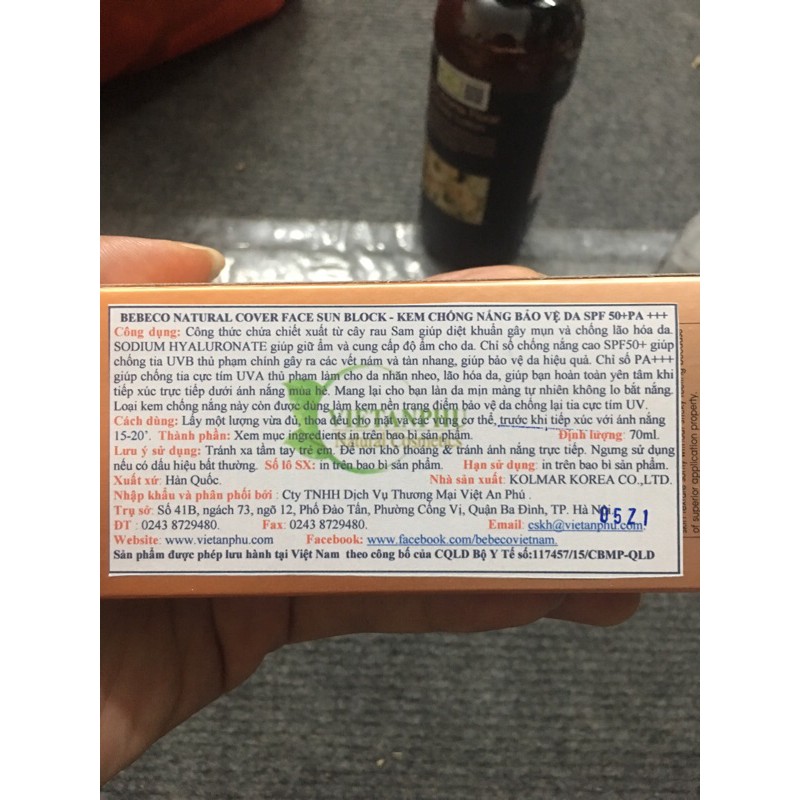 BEBECO NATURAL COVER FACE SUN BLOCK - KEM CHỐNG NẮNG BẢO VỆ DA SPF 50+PA +++
Công dụng: Công thức chứa chiết xuất từ cây rau Sam giúp diệt khuẩn gây mụn và chống lão hóa da.
SODIUM HYALURONATE giúp giữ ẩm và cung cấp độ ẩm cho da. Chỉ số chống nắng cao SPF50+ giúp
chống tia UVB thủ phạm chính gây ra các vết nám và tàn nhang, giúp bảo vệ da hiệu quả. Chỉ số PA+++
giúp chống tia cực tím UVA thủ phạm làm cho da nhăn nheo, lão hóa da, giúp bạn hoàn toàn yên tâm khi
tiếp xúc trực tiếp dưới ánh nắng mùa hè. Mang lại cho bạn làn da mịn màng tự nhiên không lo bắt nắng.
Loại kem chống nắng này còn được dùng làm kem nền trang điểm bảo vệ da chống lại tia cực tím UV.
VIETANPHU
Natural Cosmetics
Cách dùng: Lấy một lượng vừa đủ, thoa đều cho mặt và các vùng cơ thể, trước khi tiếp xúc với ánh nắng
15-20'. Thành phần: Xem mục ingredients in trên bao bì sản phẩm. Định lượng: 70ml.
Lưu ý sử dụng: Tránh xa tầm tay trẻ em. Để nơi khô thoáng & tránh ánh nắng trực tiếp. Ngưng sử dụng
nếu có dấu hiệu bất thường. Số lô SX: in trên bao bì sản phẩm. Hạn sử dụng: in trên bao bì sản phẩm.
Xuất xứ: Hàn Quốc. Nhà sản xuất: KOLMAR KOREA CO.,LTD.
Nhập khẩu và phân phối bởi : Cty TNHH Dịch Vụ Thương Mại Việt An Phú .
Trụ sở: Số 41B, ngách 73, ngõ 12, Phố Đảo Tấn, Phường Cống Vị, Quận Ba Đình, TP. Hà Nội.
0521
ĐT : 0243 8729480. Fax: 0243 8729480. Email: cskh@vietanphu.com.
Website: www.vietanphu.com Facebook: www.facebook.com/bebecovietnam.
Sản phẩm được phép lưu hành tại Việt Nam theo công bố của CQLD Bộ Y Tế số:117457/15/CBMP-QLD
of superior application property.